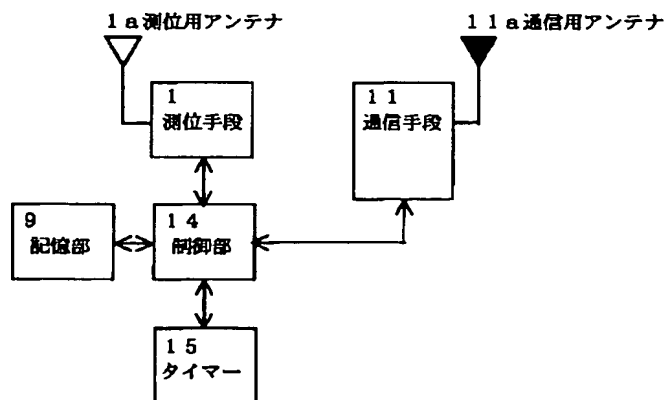 1a測位用アンテナ
11a通信用アンテナ
1
測位手段
11
通信手段
9
記憶部
14
制御部
15
タイマー